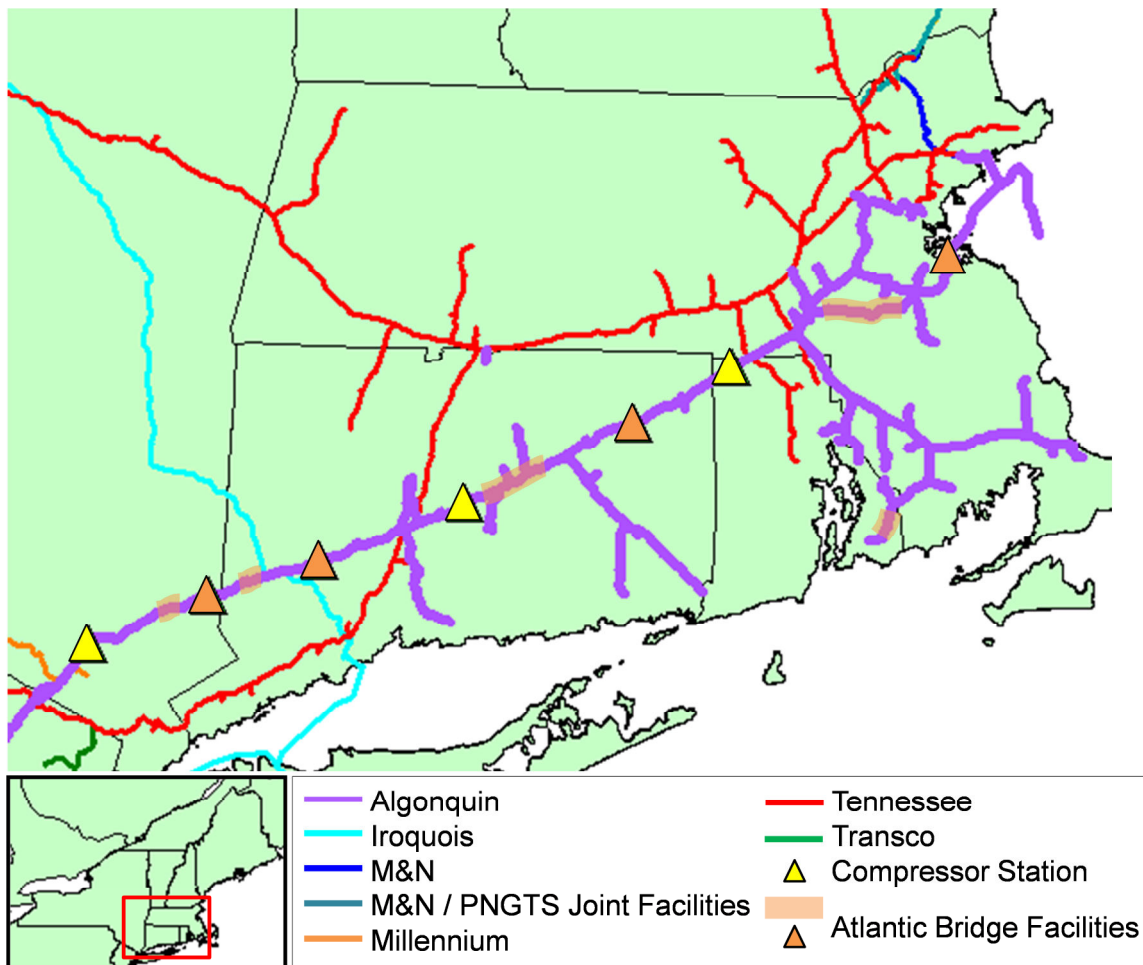 Algonquin
Iroquois
M&N
M&N / PNGTS Joint Facilities
Millennium
Tennessee
Transco
Compressor Station
Atlantic Bridge Facilities